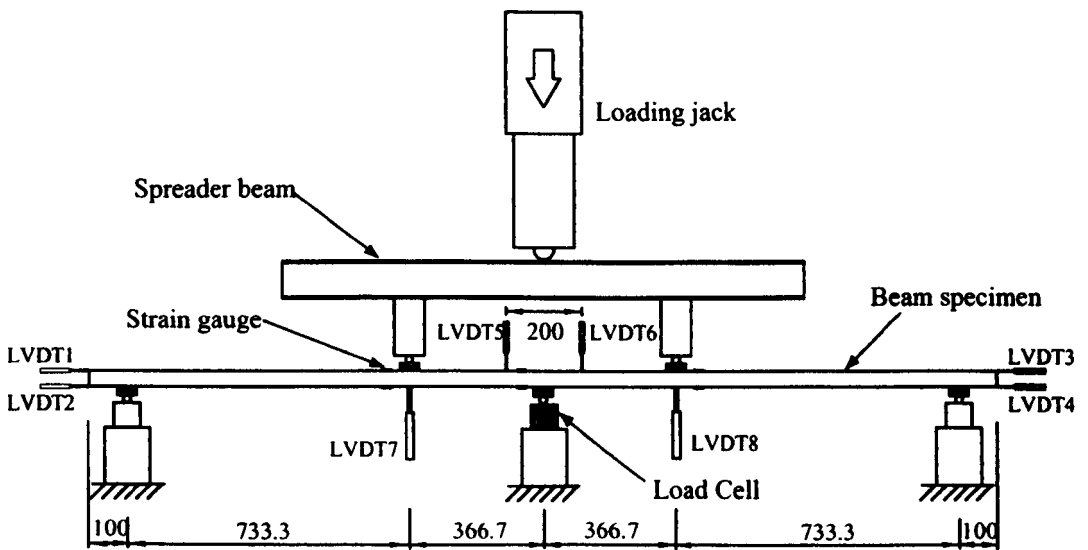 Loading jack
Spreader beam
Strain gauge
LVDT5
200
LVDT6
Beam specimen
LVDT1
LVDT3
LVDT2
LVDT4
LVDT7
LVDT8
Load Cell
100
733.3
366.7
366.7
733.3
100